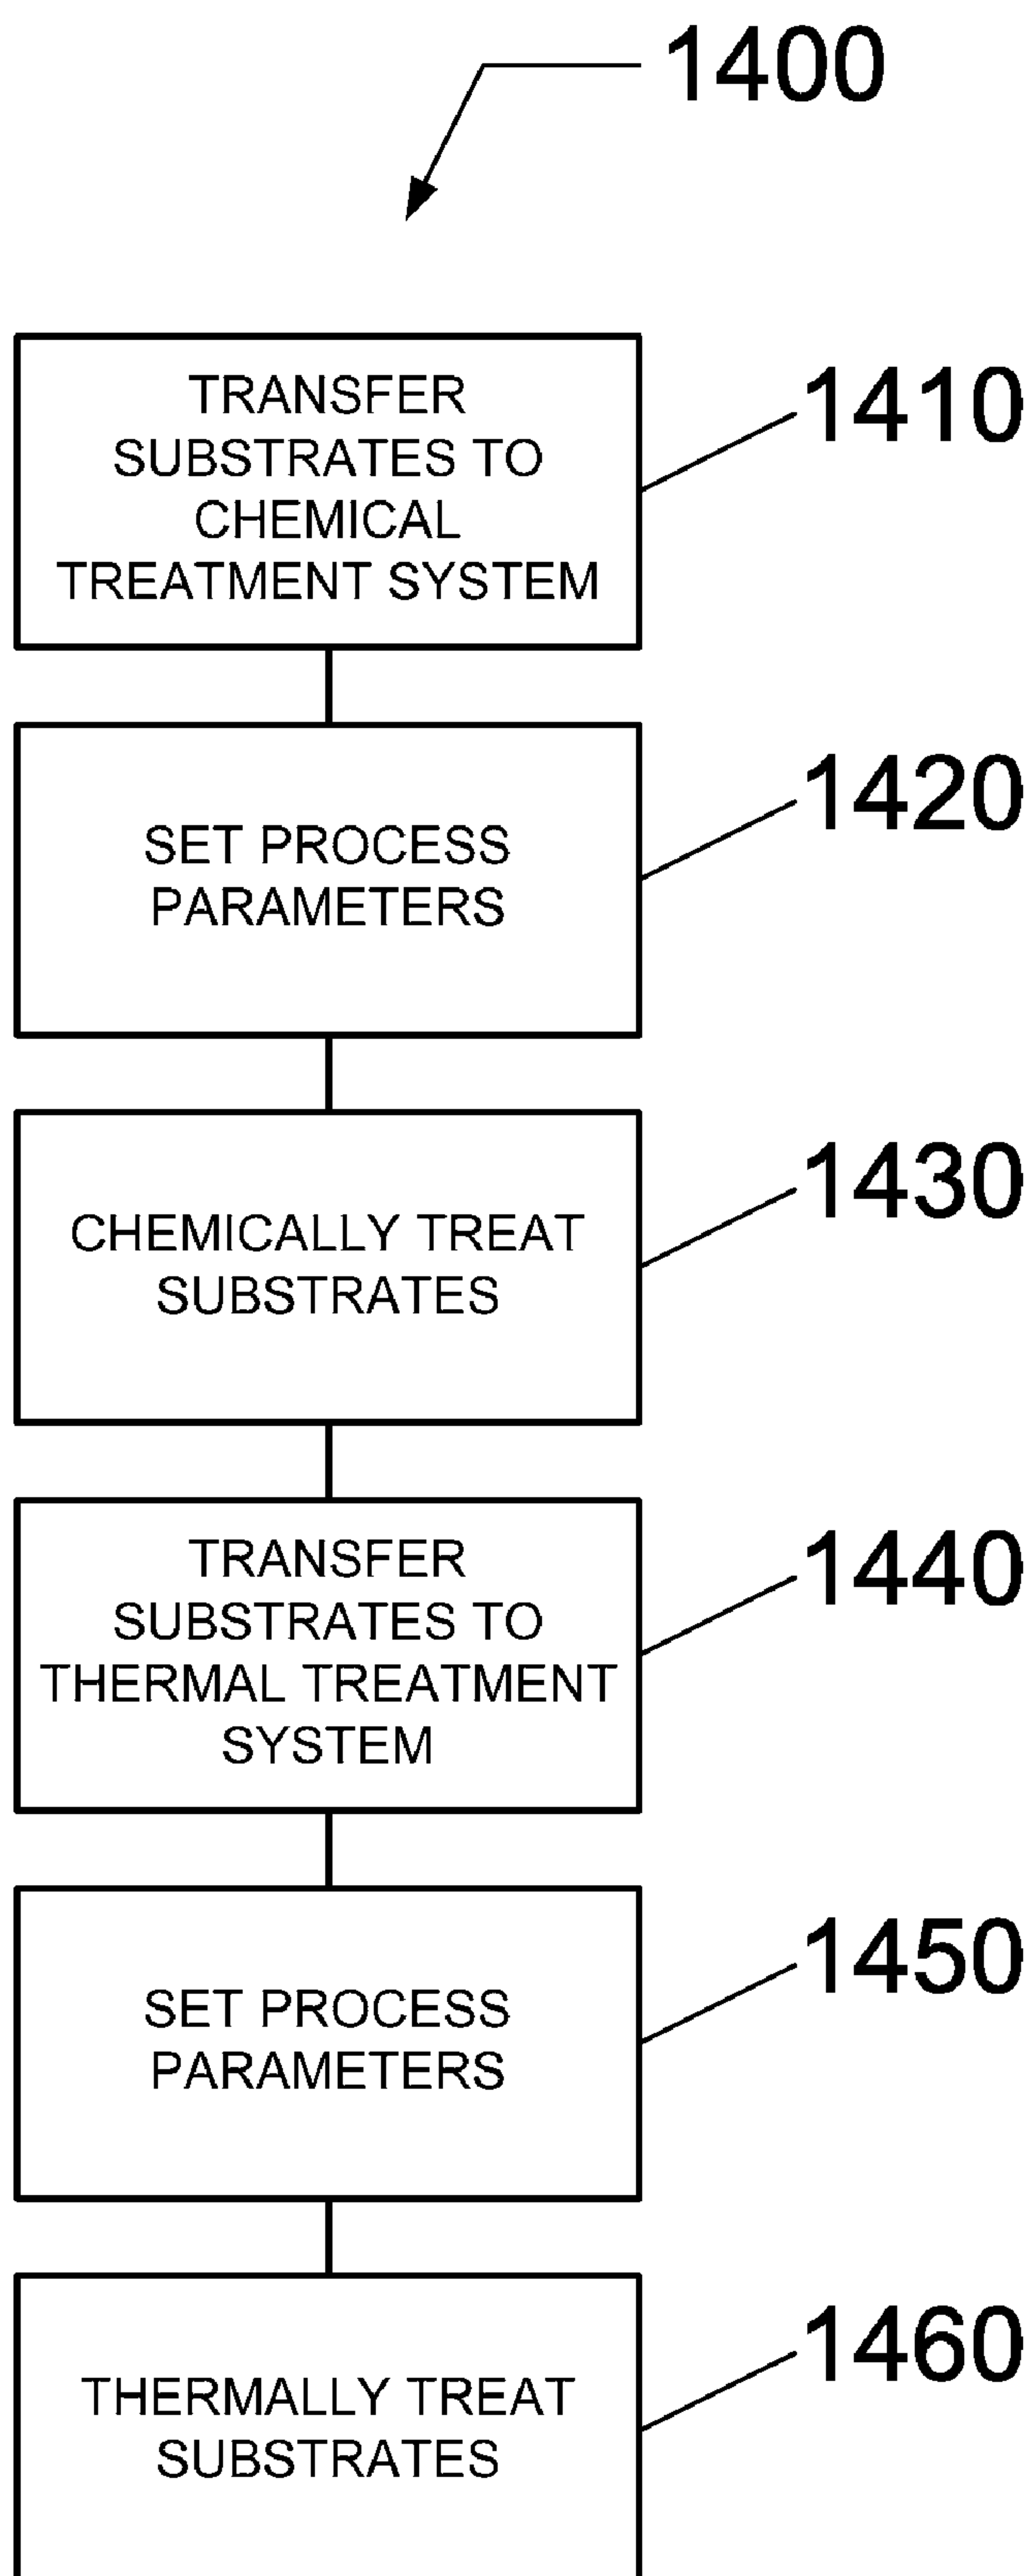 1400
TRANSFER
SUBSTRATES TO
CHEMICAL
TREATMENT SYSTEM
1410
SET PROCESS
PARAMETERS
1420
CHEMICALLY TREAT
SUBSTRATES
1430
TRANSFER
SUBSTRATES TO
THERMAL TREATMENT
SYSTEM
1440
SET PROCESS
PARAMETERS
1450
THERMALLY TREAT
SUBSTRATES
1460